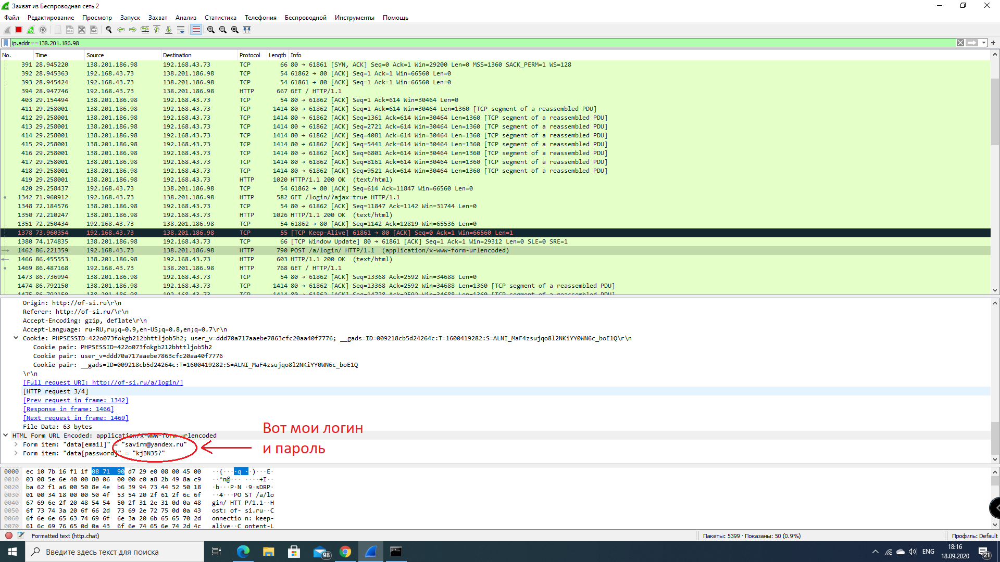 Захват из Беспроводная сеть 2
Файл Редактирование Просмотр Запуск Захват Анализ Статистика Телефония Беспроводной Инструменты Помощь
ip.addr==138.201.186.98
No. Time Source Destination Protocol Length Info
391 28.945220 138.201.186.98 192.168.43.73 TCP 66 80 → 61861 [SYN, ACK] Seq=0 Ack=1 Win=29200 Len=0 MSS=1360 SACK_PERM=1 WS=128
392 28.945363 192.168.43.73 138.201.186.98 TCP 54 61862 → 80 [ACK] Seq=1 Ack=1 Win=66560 Len=0
393 28.945424 192.168.43.73 138.201.186.98 TCP 54 61861 → 80 [ACK] Seq=1 Ack=1 Win=66560 Len=0
394 28.947746 192.168.43.73 138.201.186.98 HTTP 667 GET / HTTP/1.1
403 29.154494 138.201.186.98 192.168.43.73 TCP 54 80 → 61862 [ACK] Seq=1 Ack=614 Win=30464 Len=0
411 29.258001 138.201.186.98 192.168.43.73 TCP 1414 80 → 61862 [ACK] Seq=1 Ack=614 Win=30464 Len=1360 [TCP segment of a reassembled PDU]
412 29.258001 138.201.186.98 192.168.43.73 TCP 1414 80 → 61862 [ACK] Seq=1361 Ack=614 Win=30464 Len=1360 [TCP segment of a reassembled PDU]
413 29.258001 138.201.186.98 192.168.43.73 TCP 1414 80 → 61862 [ACK] Seq=2721 Ack=614 Win=30464 Len=1360 [TCP segment of a reassembled PDU]
414 29.258001 138.201.186.98 192.168.43.73 TCP 1414 80 → 61862 [ACK] Seq=4081 Ack=614 Win=30464 Len=1360 [TCP segment of a reassembled PDU]
415 29.258001 138.201.186.98 192.168.43.73 TCP 1414 80 → 61862 [ACK] Seq=5441 Ack=614 Win=30464 Len=1360 [TCP segment of a reassembled PDU]
416 29.258001 138.201.186.98 192.168.43.73 TCP 1414 80 → 61862 [ACK] Seq=6801 Ack=614 Win=30464 Len=1360 [TCP segment of a reassembled PDU]
417 29.258001 138.201.186.98 192.168.43.73 TCP 1414 80 → 61862 [ACK] Seq=8161 Ack=614 Win=30464 Len=1360 [TCP segment of a reassembled PDU]
418 29.258001 138.201.186.98 192.168.43.73 TCP 1414 80 → 61862 [ACK] Seq=9521 Ack=614 Win=30464 Len=1360 [TCP segment of a reassembled PDU]
419 29.258001 138.201.186.98 192.168.43.73 HTTP 1020 HTTP/1.1 200 OK (text/html)
420 29.258437 192.168.43.73 138.201.186.98 TCP 54 61862 → 80 [ACK] Seq=614 Ack=11847 Win=66560 Len=0
1342 71.960912 192.168.43.73 138.201.186.98 HTTP 582 GET /login/?ajax=true HTTP/1.1
1348 72.184576 138.201.186.98 192.168.43.73 TCP 54 80 → 61862 [ACK] Seq=11847 Ack=1142 Win=31744 Len=0
1350 72.210247 138.201.186.98 192.168.43.73 HTTP 1026 HTTP/1.1 200 OK (text/html)
1351 72.250434 192.168.43.73 138.201.186.98 TCP 54 61862 → 80 [ACK] Seq=1142 Ack=12819 Win=65536 Len=0
1378 73.960354 192.168.43.73 138.201.186.98 TCP 55 [TCP Keep-Alive] 61861 → 80 [ACK] Seq=0 Ack=1 Win=66560 Len=1
1380 74.174835 138.201.186.98 192.168.43.73 TCP 66 [TCP Window Update] 80 → 61861 [ACK] Seq=1 Ack=1 Win=29312 Len=0 SLE=0 SRE=1
1462 86.221359 192.168.43.73 138.201.186.98 HTTP 790 POST /a/login/ HTTP/1.1 (application/x-www-form-urlencoded)
1466 86.455553 138.201.186.98 192.168.43.73 HTTP 603 HTTP/1.1 200 OK (text/html)
1469 86.487168 192.168.43.73 138.201.186.98 HTTP 768 GET / HTTP/1.1
1473 86.736994 138.201.186.98 192.168.43.73 TCP 54 80 → 61862 [ACK] Seq=13368 Ack=2592 Win=34688 Len=0
1474 86.792150 138.201.186.98 192.168.43.73 TCP 1414 80 → 61862 [ACK] Seq=13368 Ack=2592 Win=34688 Len=1360 [TCP segment of a reassembled PDU]
1475 86.792150 138.201.186.98 192.168.43.73 TCP 1414 80 → 61862 [ACK] Seq=14728 Ack=2592 Win=34688 Len=1360 [TCP segment of a reassembled PDU]
Origin: http://of-si.ru\r\n
Referer: http://of-si.ru/\r\n
Accept-Encoding: gzip, deflate\r\n
Accept-Language: ru-RU,ru;q=0.9,en-US;q=0.8,en;q=0.7\r\n
Cookie: PHPSESSID=422o073fokgb212bhttljob5h2; user_v=ddd70a717aaebe7863cfc20aa40f7776; __gads=ID=009218cb5d24264c:T=1600419282:S=ALNI_MaF4zsujqo8l2NKiYY0WN6c_boE1Q\r\n
Cookie pair: PHPSESSID=422o073fokgb212bhttljob5h2
Cookie pair: user_v=ddd70a717aaebe7863cfc20aa40f7776
Cookie pair: __gads=ID=009218cb5d24264c:T=1600419282:S=ALNI_MaF4zsujqo8l2NKiYY0WN6c_boE1Q
\r\n
[Full request URI: http://of-si.ru/a/login/]
[HTTP request 3/4]
[Prev request in frame: 1342]
[Response in frame: 1466]
[Next request in frame: 1469]
File Data: 63 bytes
HTML Form URL Encoded: application/x-www-form-urlencoded
Form item: "data[email]" = "savirm@yandex.ru"
Form item: "data[password]" = "kjBN35?"
Вот мои логин
и пароль
0000 ec 10 7b 16 f1 1f 08 71 90 d7 29 e0 08 00 45 00 ··{····q··)···E·
0010 03 08 5e 6e 40 00 80 06 00 00 c0 a8 2b 49 8a c9 ··^n@·······+I··
0020 ba 62 f1 a6 00 50 8e 4e b6 39 94 73 44 52 50 18 ·b···P·N·9·sDRP·
0030 01 00 34 18 00 00 50 4f 53 54 20 2f 61 2f 6c 6f ··4···PO ST /a/lo
0040 67 69 6e 2f 20 48 54 54 50 2f 31 2e 31 0d 0a 48 gin/ HTT P/1.1··H
0050 6f 73 74 3a 20 6f 66 2d 73 69 2e 72 75 0d 0a 43 ost: of- si.ru··C
0060 6f 6e 6e 65 63 74 69 6f 6e 3a 20 6b 65 65 70 2d onnectio n: keep-
0070 61 6c 69 76 65 0d 0a 43 6f 6e 74 65 6e 74 2d 4c alive··C ontent-L
Formatted text (http.chat) Пакеты: 5399 · Показаны: 50 (0.9%) Профиль: Default
Введите здесь текст для поиска
98
ENG
18:16
18.09.2020
21